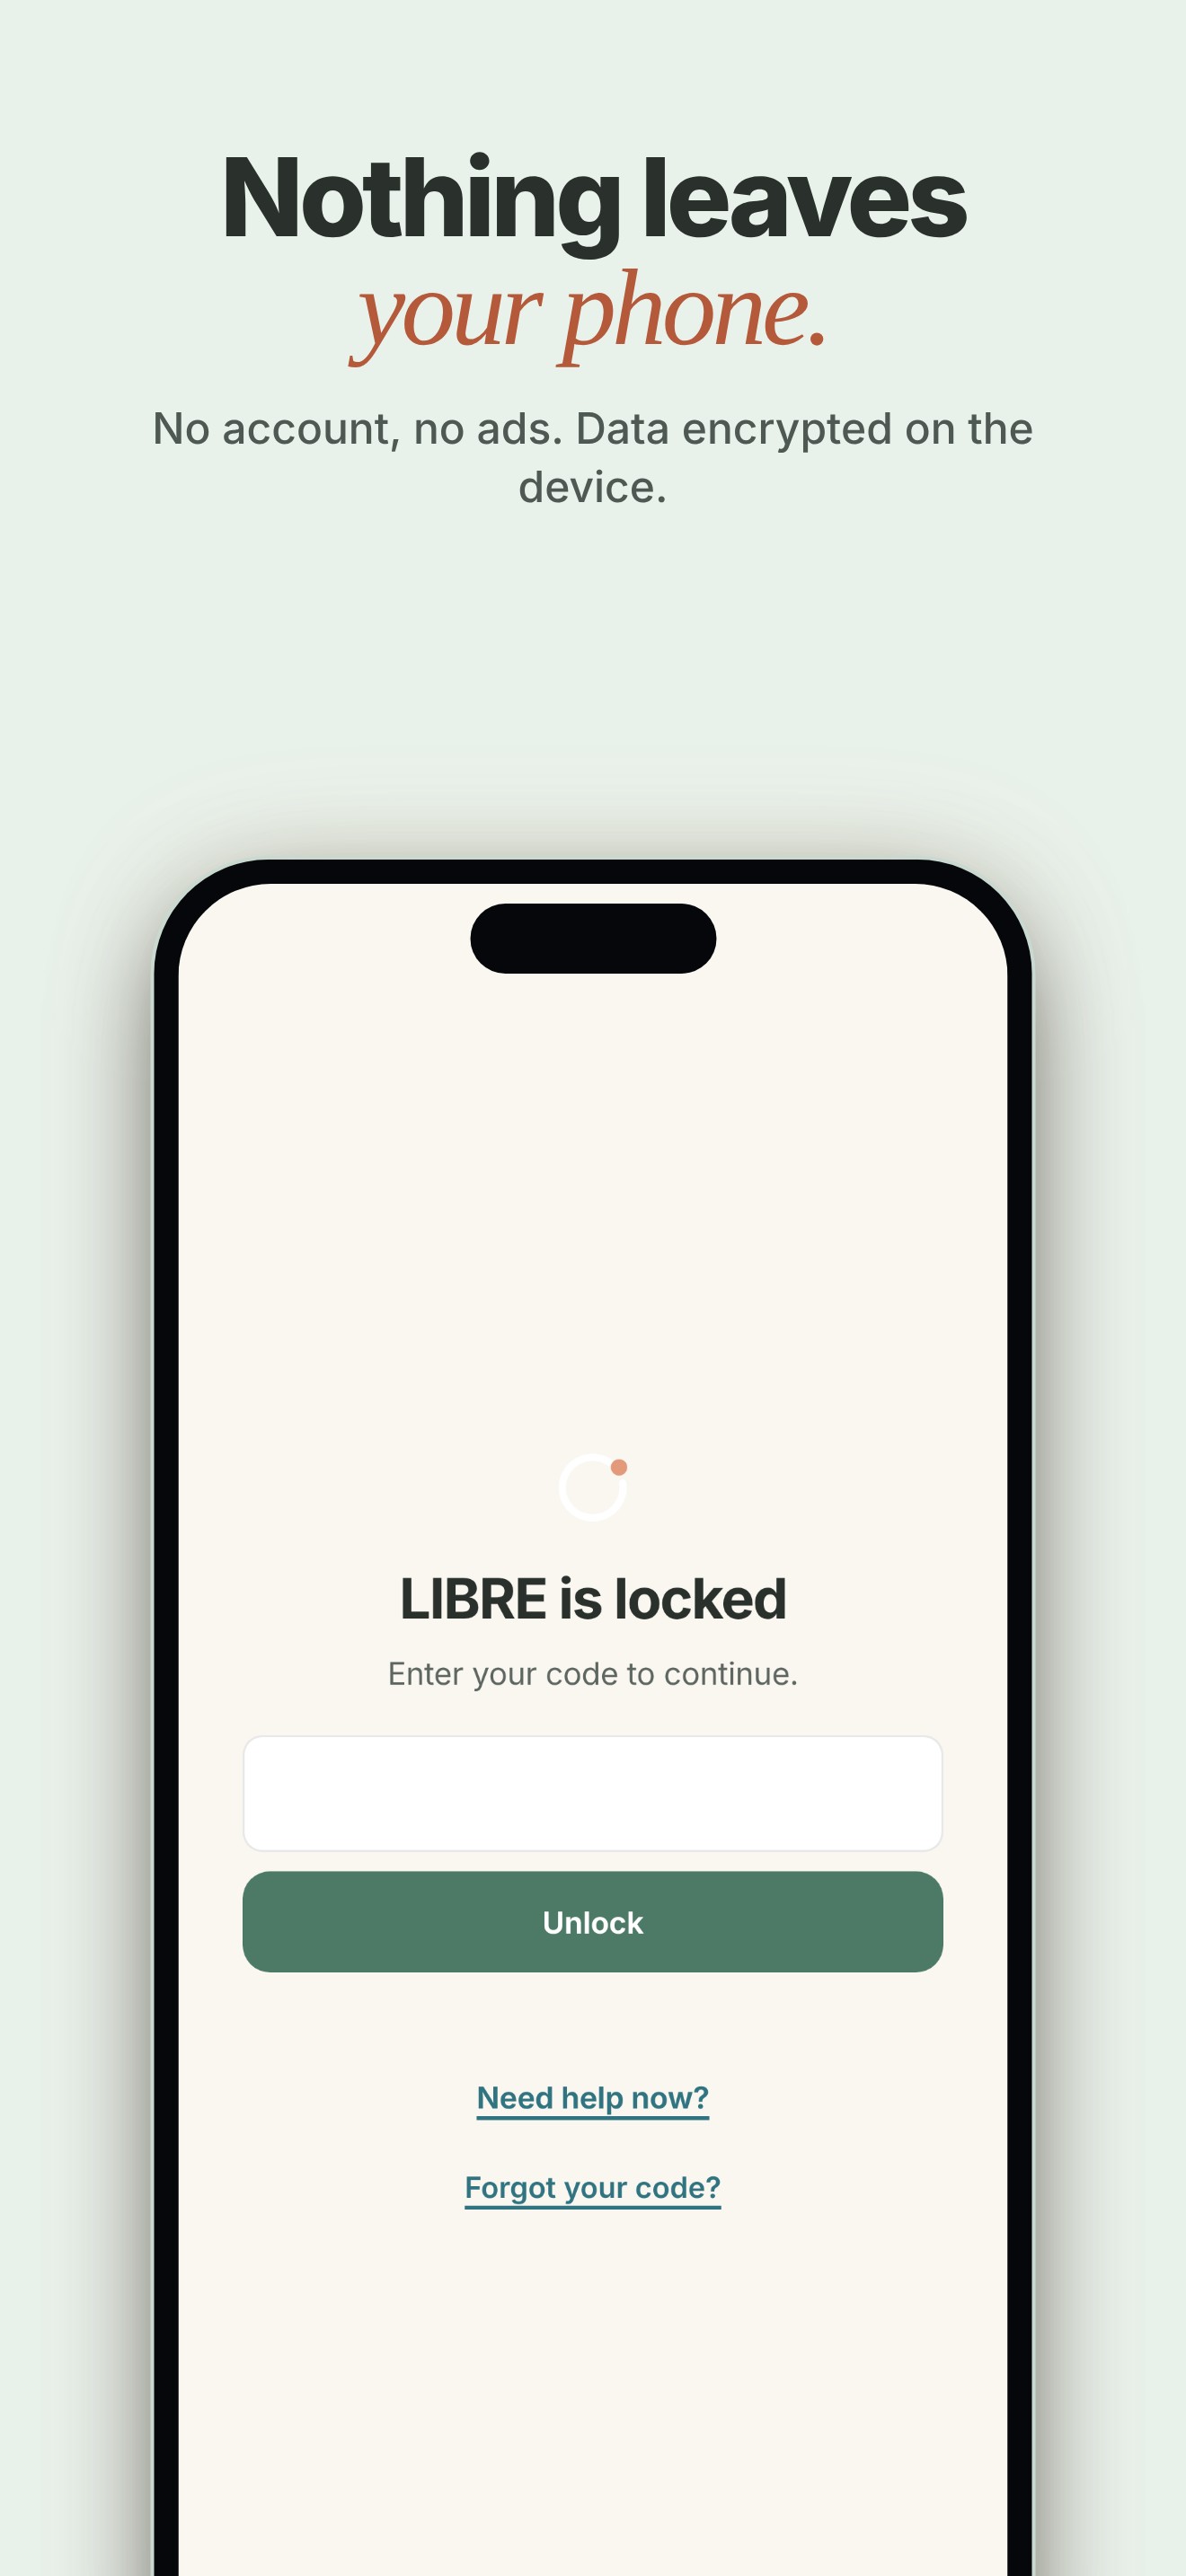 Nothing leaves
your phone.
No account, no ads. Data encrypted on the
device.
LIBRE is locked
Enter your code to continue.
Unlock
Need help now?
Forgot your code?